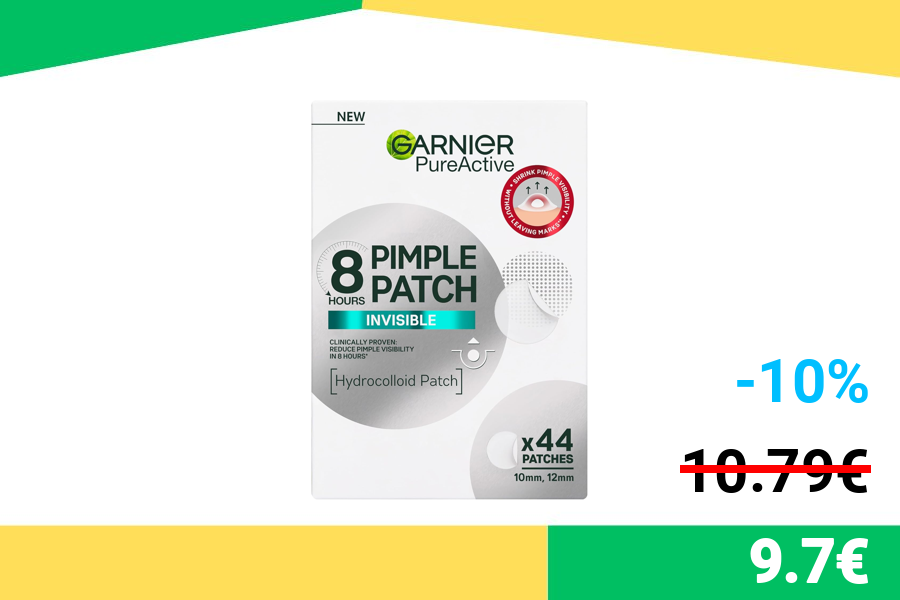 NEW
GARNIER
PureActive
• SHRINK PIMPLE VISIBILITY •
WITHOUT LEAVING MARKS**
8
HOURS
PIMPLE
PATCH
INVISIBLE
CLINICALLY PROVEN:
REDUCE PIMPLE VISIBILITY
IN 8 HOURS*
[Hydrocolloid Patch]
x44
PATCHES
10mm, 12mm
-10%
10.79€
9.7€